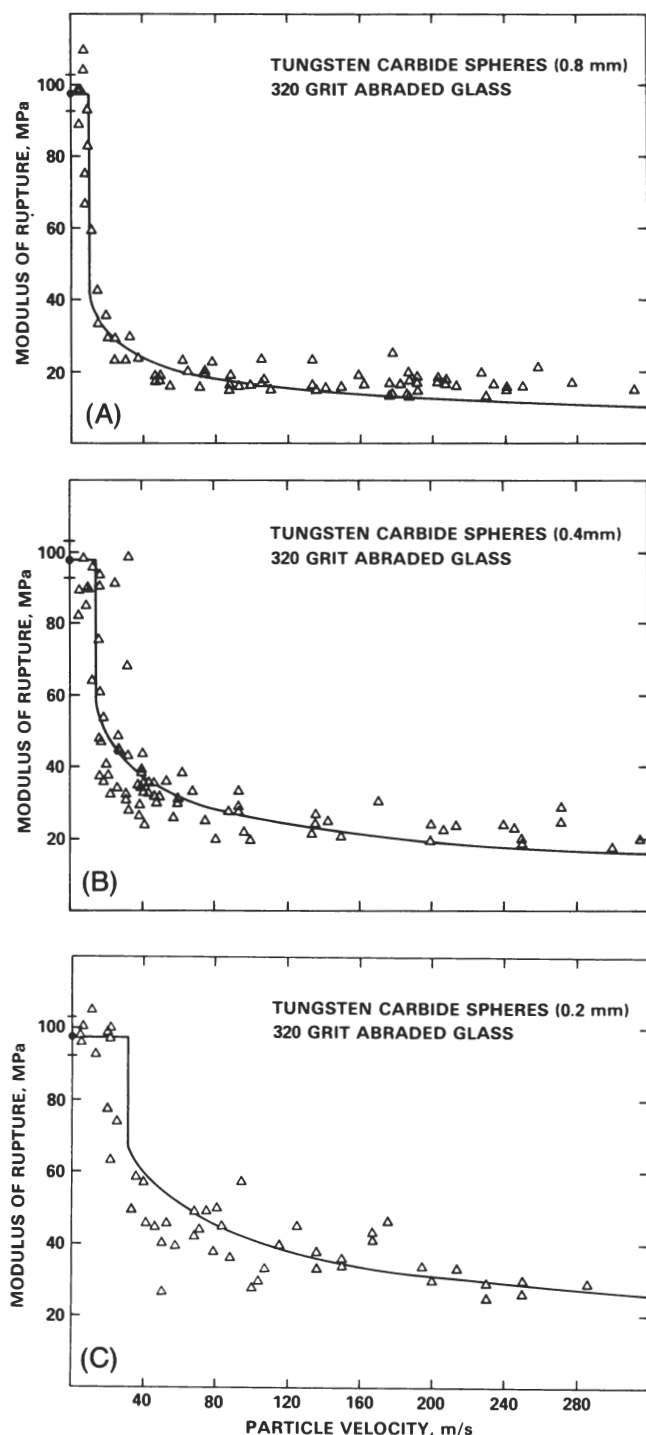 TUNGSTEN CARBIDE SPHERES (0.8 mm)
320 GRIT ABRADED GLASS
MODULUS OF RUPTURE, MPa
100
80
60
40
20
(A)
TUNGSTEN CARBIDE SPHERES (0.4mm)
320 GRIT ABRADED GLASS
MODULUS OF RUPTURE, MPa
100
80
60
40
20
(B)
TUNGSTEN CARBIDE SPHERES (0.2 mm)
320 GRIT ABRADED GLASS
MODULUS OF RUPTURE, MPa
100
80
60
40
20
(C)
40 80 120 160 200 240 280
PARTICLE VELOCITY, m/s